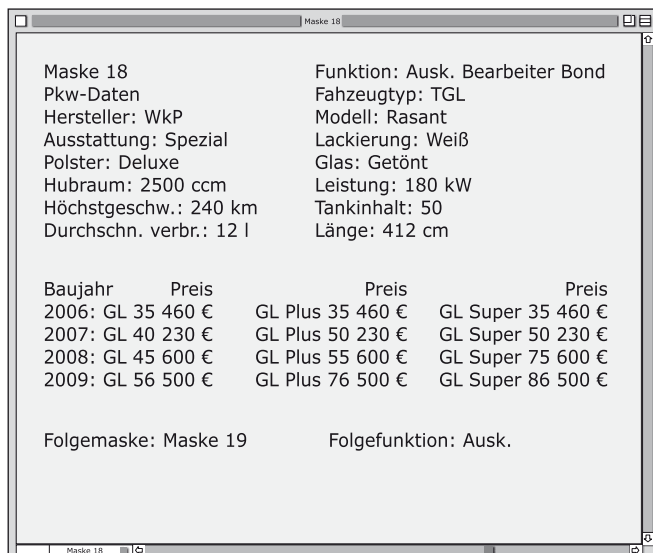 Maske 18
Maske 18 Funktion: Ausk. Bearbeiter Bond
Pkw-Daten Fahzeugtyp: TGL
Hersteller: WkP Modell: Rasant
Ausstattung: Spezial Lackierung: Weiß
Polster: Deluxe Glas: Getönt
Hubraum: 2500 ccm Leistung: 180 kW
Höchstgeschw.: 240 km Tankinhalt: 50
Durchschn. verbr.: 12 l Länge: 412 cm
Baujahr Preis Preis Preis
2006: GL 35 460 € GL Plus 35 460 € GL Super 35 460 €
2007: GL 40 230 € GL Plus 50 230 € GL Super 50 230 €
2008: GL 45 600 € GL Plus 55 600 € GL Super 75 600 €
2009: GL 56 500 € GL Plus 76 500 € GL Super 86 500 €
Folgemaske: Maske 19 Folgefunktion: Ausk.
Maske 18